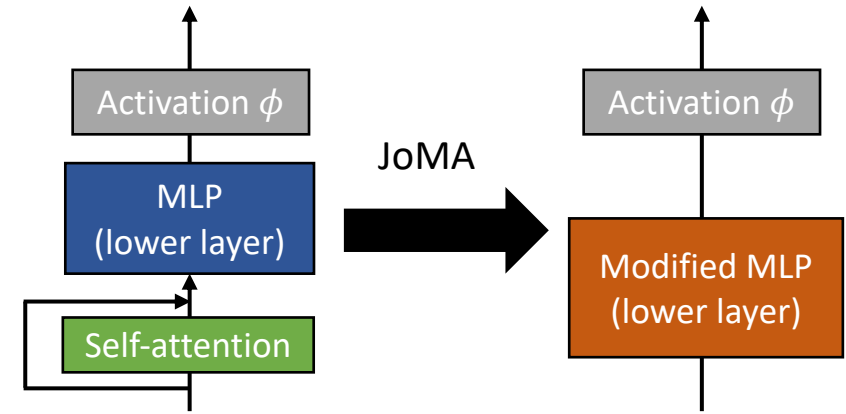 Activation ϕ
MLP
(lower layer)
Self-attention
JoMA
Activation ϕ
Modified MLP
(lower layer)